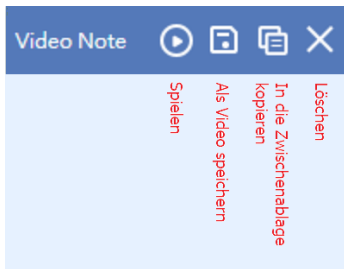 Video Note
Spielen
Als Video speichern
In die Zwischenablage
kopieren
Löschen